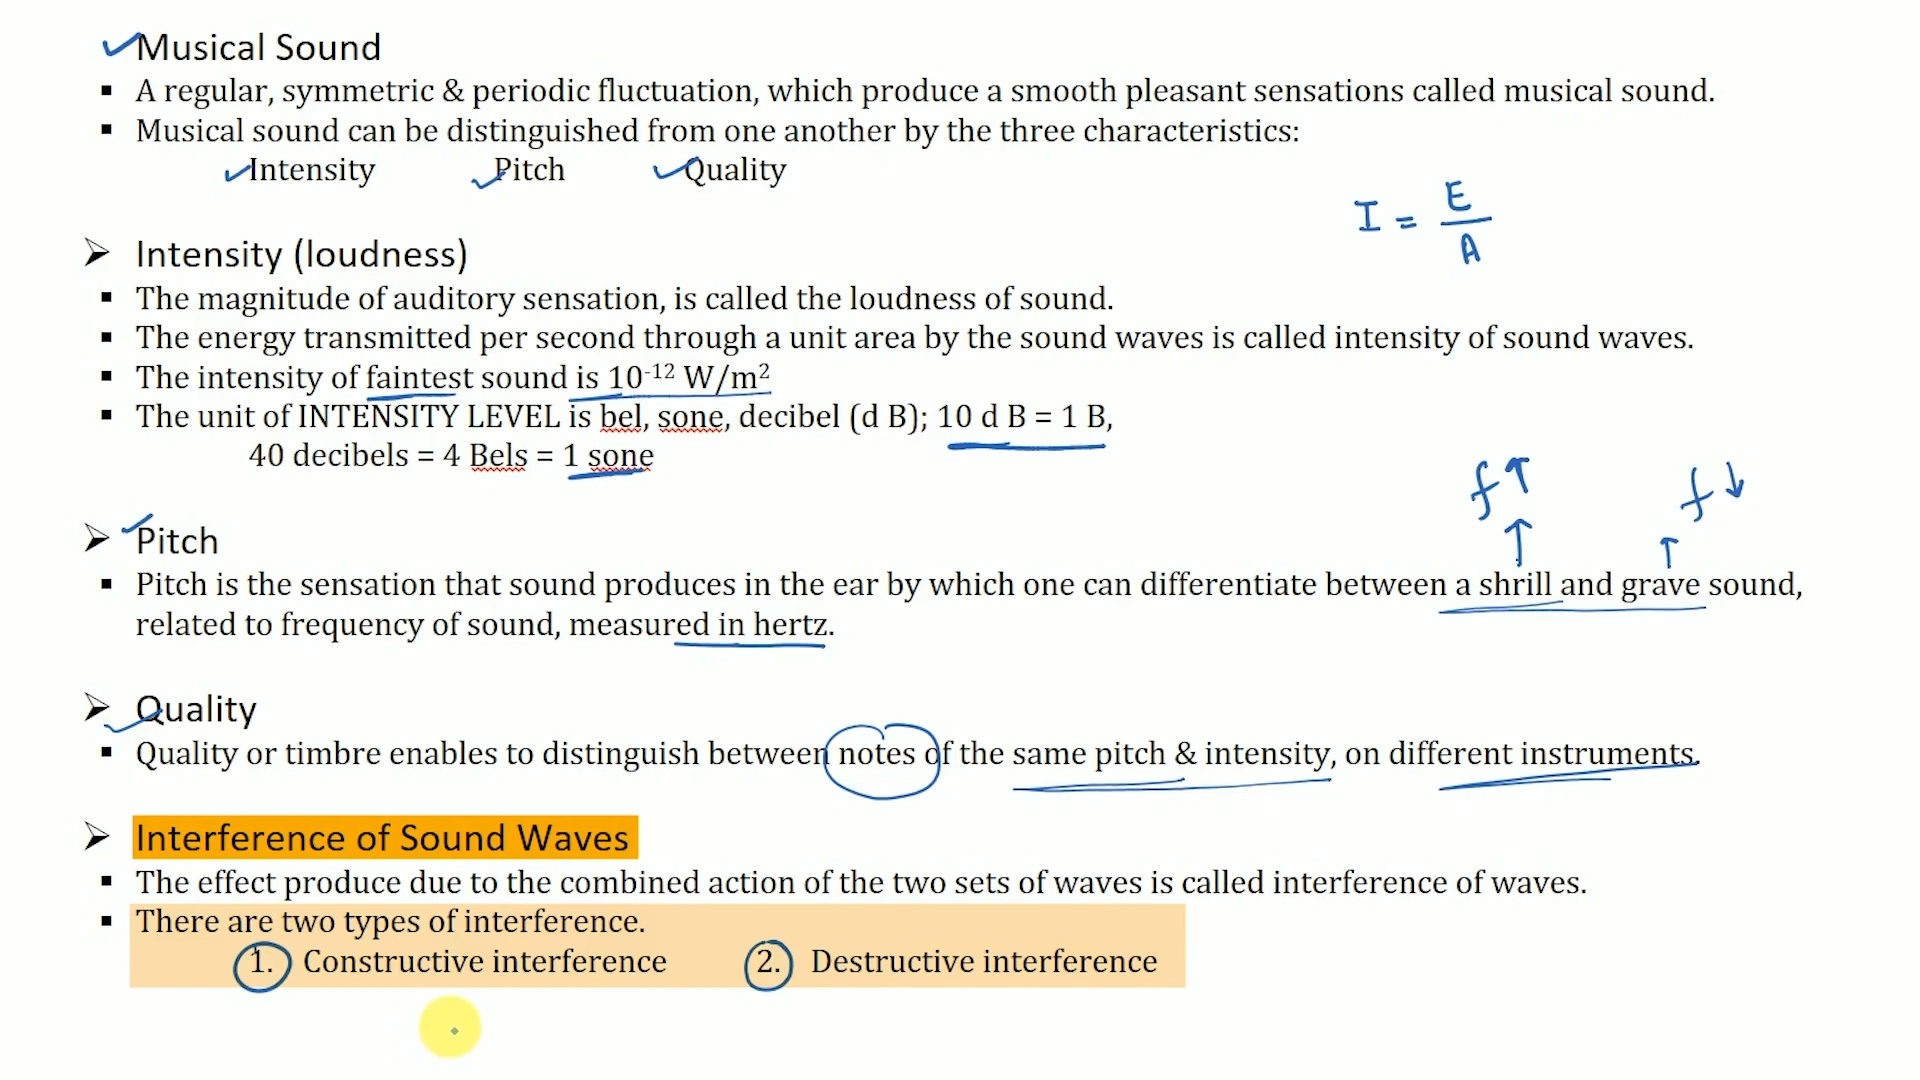 Musical Sound
▪ A regular, symmetric & periodic fluctuation, which produce a smooth pleasant sensations called musical sound.
▪ Musical sound can be distinguished from one another by the three characteristics:
Intensity Pitch Quality
I = E/A
➢ Intensity (loudness)
▪ The magnitude of auditory sensation, is called the loudness of sound.
▪ The energy transmitted per second through a unit area by the sound waves is called intensity of sound waves.
▪ The intensity of faintest sound is 10⁻¹² W/m²
▪ The unit of INTENSITY LEVEL is bel, sone, decibel (d B); 10 d B = 1 B,
40 decibels = 4 Bels = 1 sone
f↑ f↓
↑ ↑
➢ Pitch
▪ Pitch is the sensation that sound produces in the ear by which one can differentiate between a shrill and grave sound,
related to frequency of sound, measured in hertz.
➢ Quality
▪ Quality or timbre enables to distinguish between notes of the same pitch & intensity, on different instruments.
➢ Interference of Sound Waves
▪ The effect produce due to the combined action of the two sets of waves is called interference of waves.
▪ There are two types of interference.
1. Constructive interference 2. Destructive interference